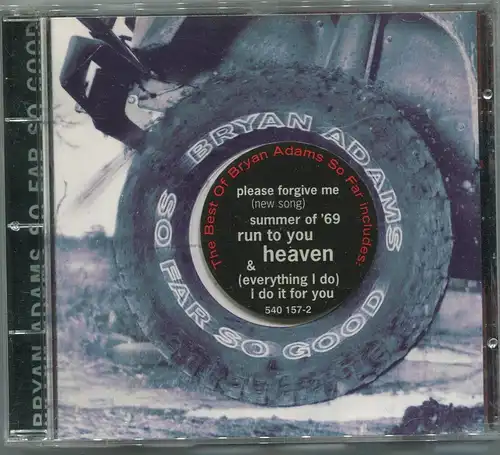 BRYAN ADAMS SO FAR SO GOOD
BRYAN ADAMS
SO FAR SO GOOD
The Best Of Bryan Adams So Far Includes:
please forgive me
(new song)
summer of '69
run to you
heaven
&
(everything I do)
I do it for you
540 157-2